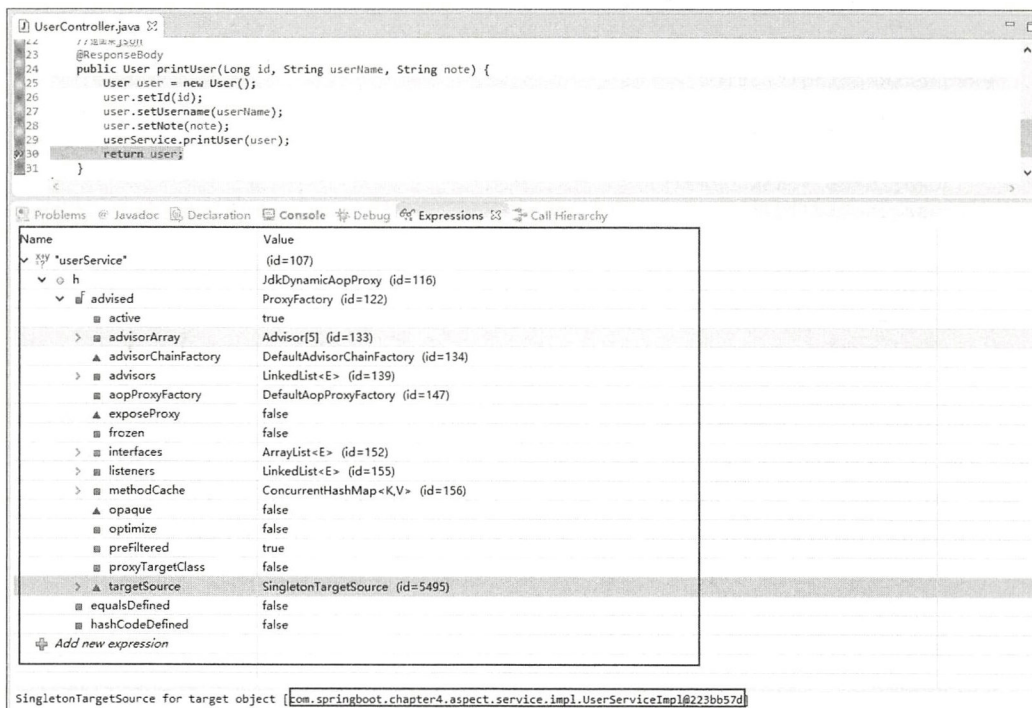 UserController.java
23 @ResponseBody
24 public User printUser(Long id, String userName, String note) {
25 User user = new User();
26 user.setId(id);
27 user.setUsername(userName);
28 user.setNote(note);
29 userService.printUser(user);
30 return user;
31 }
Problems @ Javadoc Declaration Console Debug Expressions Call Hierarchy
Name Value
"userService" (id=107)
h JdkDynamicAopProxy (id=116)
advised ProxyFactory (id=122)
active true
advisorArray Advisor[5] (id=133)
advisorChainFactory DefaultAdvisorChainFactory (id=134)
advisors LinkedList<E> (id=139)
aopProxyFactory DefaultAopProxyFactory (id=147)
exposeProxy false
frozen false
interfaces ArrayList<E> (id=152)
listeners LinkedList<E> (id=155)
methodCache ConcurrentHashMap<K,V> (id=156)
opaque false
optimize false
preFiltered true
proxyTargetClass false
targetSource SingletonTargetSource (id=5495)
equalsDefined false
hashCodeDefined false
Add new expression
SingletonTargetSource for target object [com.springboot.chapter4.aspect.service.impl.UserServiceImpl@223bb57d]